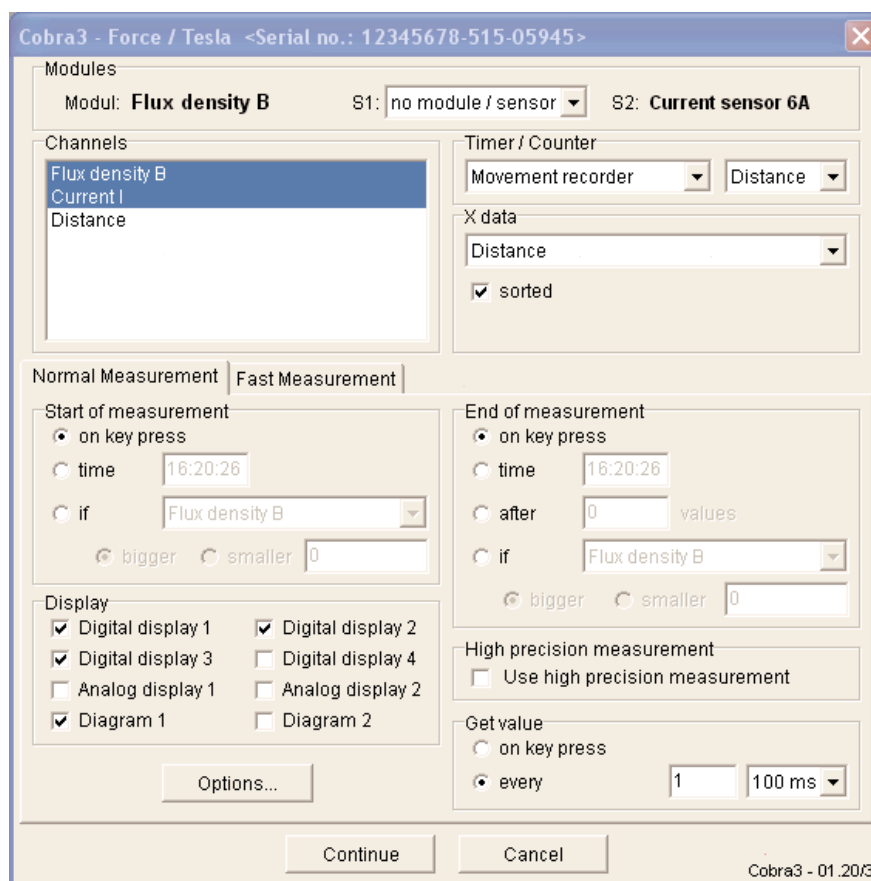 Cobra3 - Force / Tesla <Serial no.: 12345678-515-05945>
Modules
Modul: Flux density B S1: no module / sensor S2: Current sensor 6A
Channels
Flux density B
Current I
Distance
Timer / Counter
Movement recorder Distance
X data
Distance
sorted
Normal Measurement Fast Measurement
Start of measurement
on key press
time 16:20:26
if Flux density B
bigger smaller 0
End of measurement
on key press
time 16:20:26
after 0 values
if Flux density B
bigger smaller 0
Display
Digital display 1 Digital display 2
Digital display 3 Digital display 4
Analog display 1 Analog display 2
Diagram 1 Diagram 2
High precision measurement
Use high precision measurement
Get value
on key press
every 1 100 ms
Options...
Continue Cancel
Cobra3 - 01.20/3